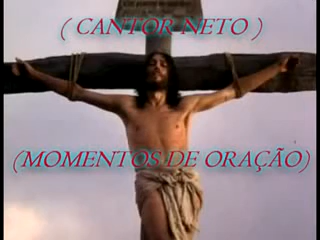 ( CANTOR NETO )
(MOMENTOS DE ORAÇÃO)